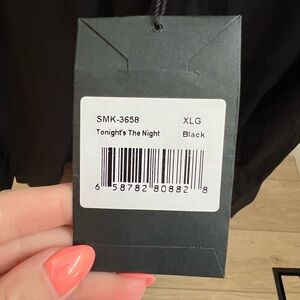 SMK-3658 XLG
Tonight's The Night Black
6 58782 80882 8